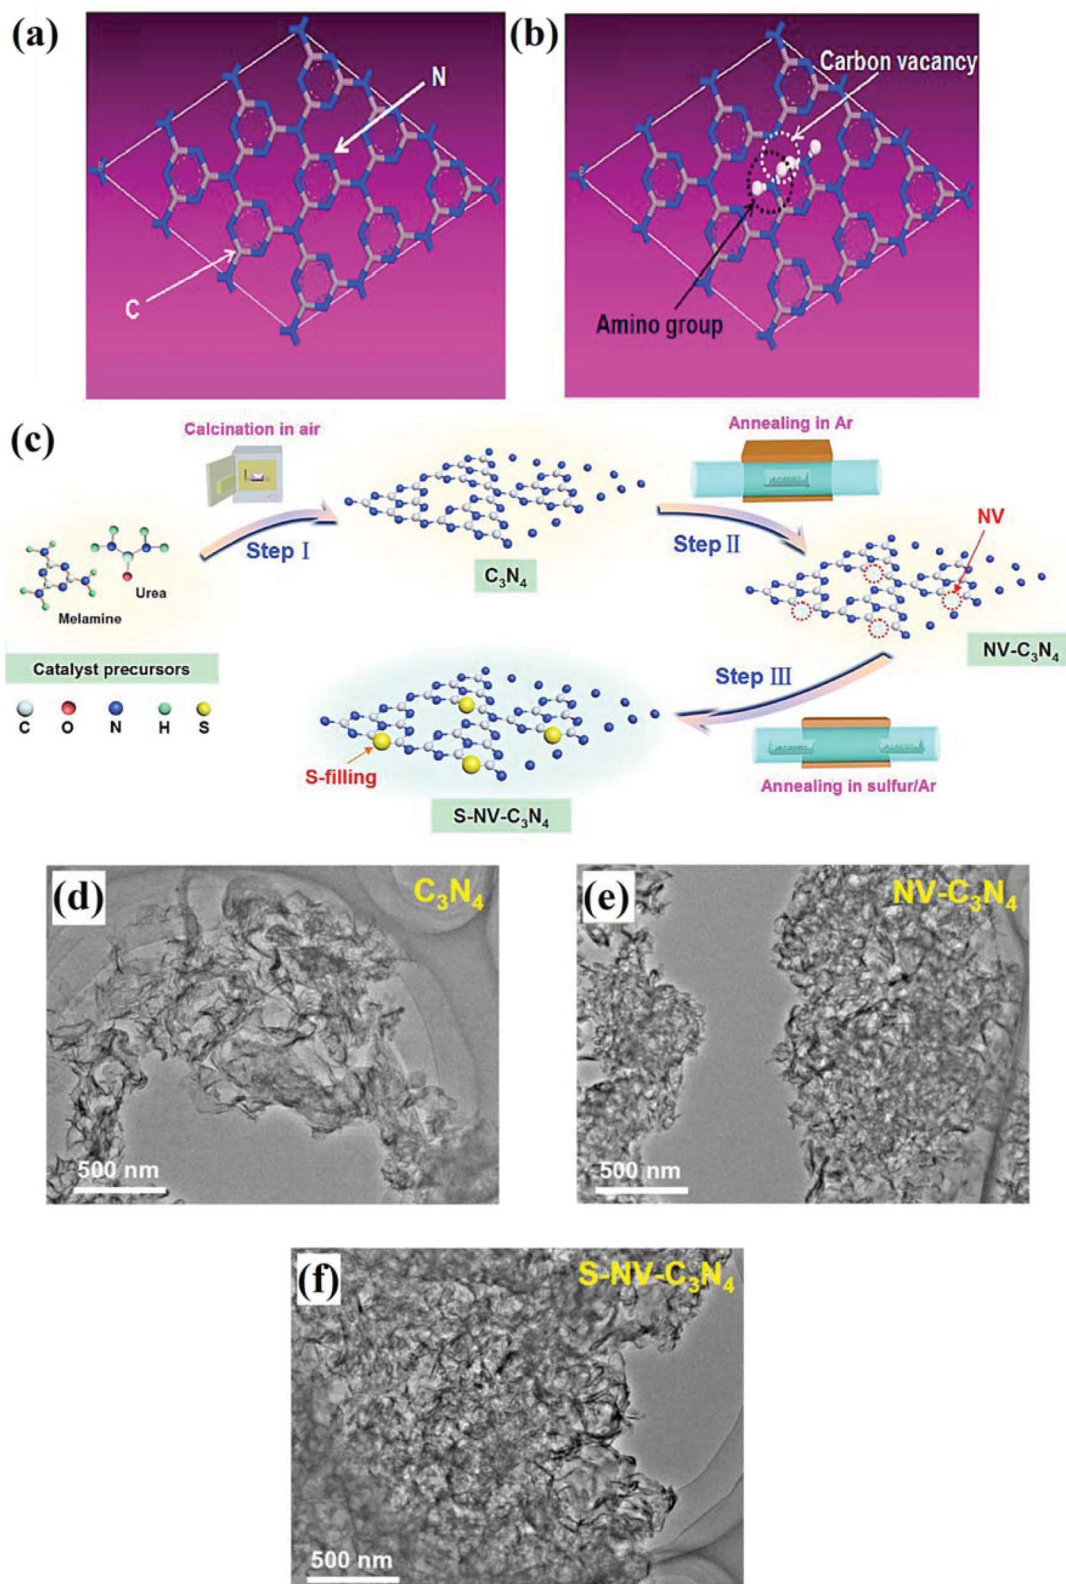 (a)
N
C
(b)
Carbon vacancy
Amino group
(c)
Calcination in air
Annealing in Ar
Step I
Step II
NV
C₃N₄
Urea
Melamine
NV-C₃N₄
Catalyst precursors
C O N H S
Step III
S-filling
S-NV-C₃N₄
Annealing in sulfur/Ar
(d)
C₃N₄
500 nm
(e)
NV-C₃N₄
500 nm
(f)
S-NV-C₃N₄
500 nm